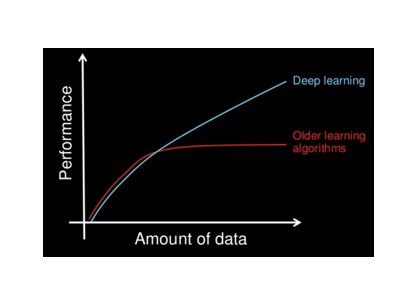 Deep learning
Older learning
algorithms
Performance
Amount of data